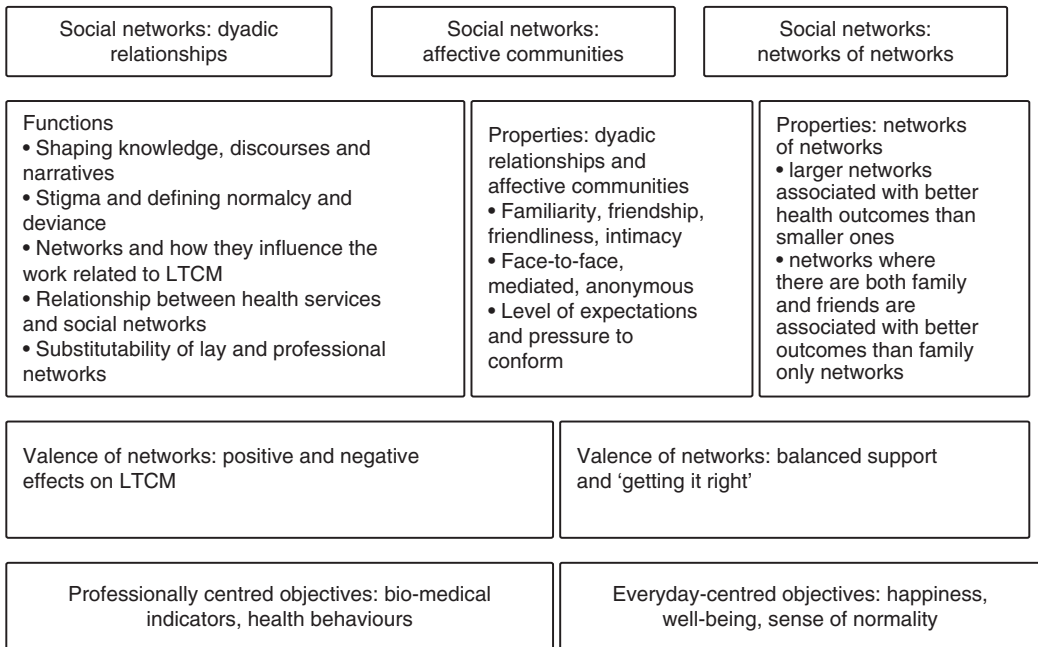 Social networks: dyadic
relationships
Social networks:
affective communities
Social networks:
networks of networks
Functions
• Shaping knowledge, discourses and
narratives
• Stigma and defining normalcy and
deviance
• Networks and how they influence the
work related to LTCM
• Relationship between health services
and social networks
• Substitutability of lay and professional
networks
Properties: dyadic
relationships and
affective communities
• Familiarity, friendship,
friendliness, intimacy
• Face-to-face,
mediated, anonymous
• Level of expectations
and pressure to
conform
Properties: networks
of networks
• larger networks
associated with better
health outcomes than
smaller ones
• networks where
there are both family
and friends are
associated with better
outcomes than family
only networks
Valence of networks: positive and negative
effects on LTCM
Valence of networks: balanced support
and ‘getting it right’
Professionally centred objectives: bio-medical
indicators, health behaviours
Everyday-centred objectives: happiness,
well-being, sense of normality